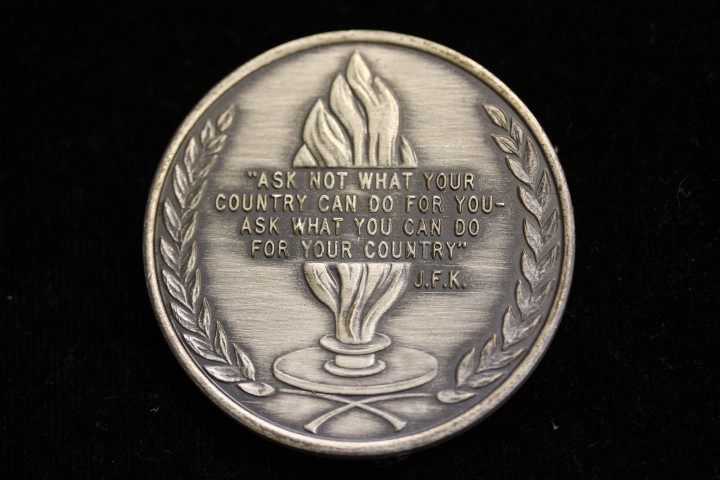 "ASK NOT WHAT YOUR
COUNTRY CAN DO FOR YOU-
ASK WHAT YOU CAN DO
FOR YOUR COUNTRY"
J.F.K.